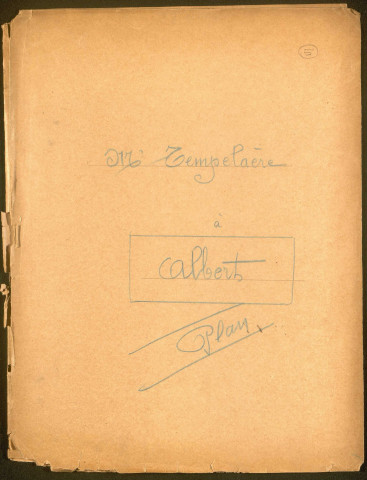 Mr Tempelaère
à
Albert
Plan